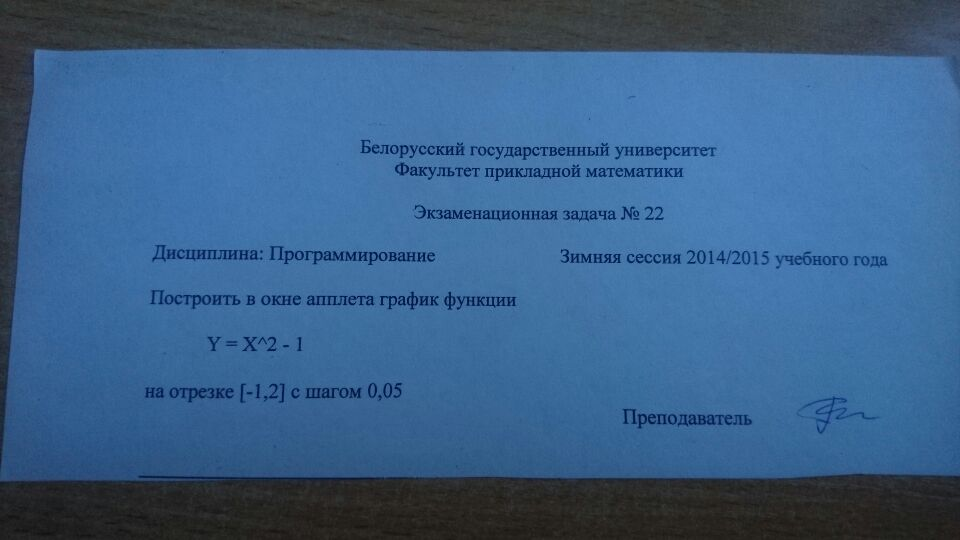 Белорусский государственный университет
Факультет прикладной математики
Экзаменационная задача № 22
Дисциплина: Программирование Зимняя сессия 2014/2015 учебного года
Построить в окне апплета график функции
Y = X^2 - 1
на отрезке [-1,2] с шагом 0,05
Преподаватель